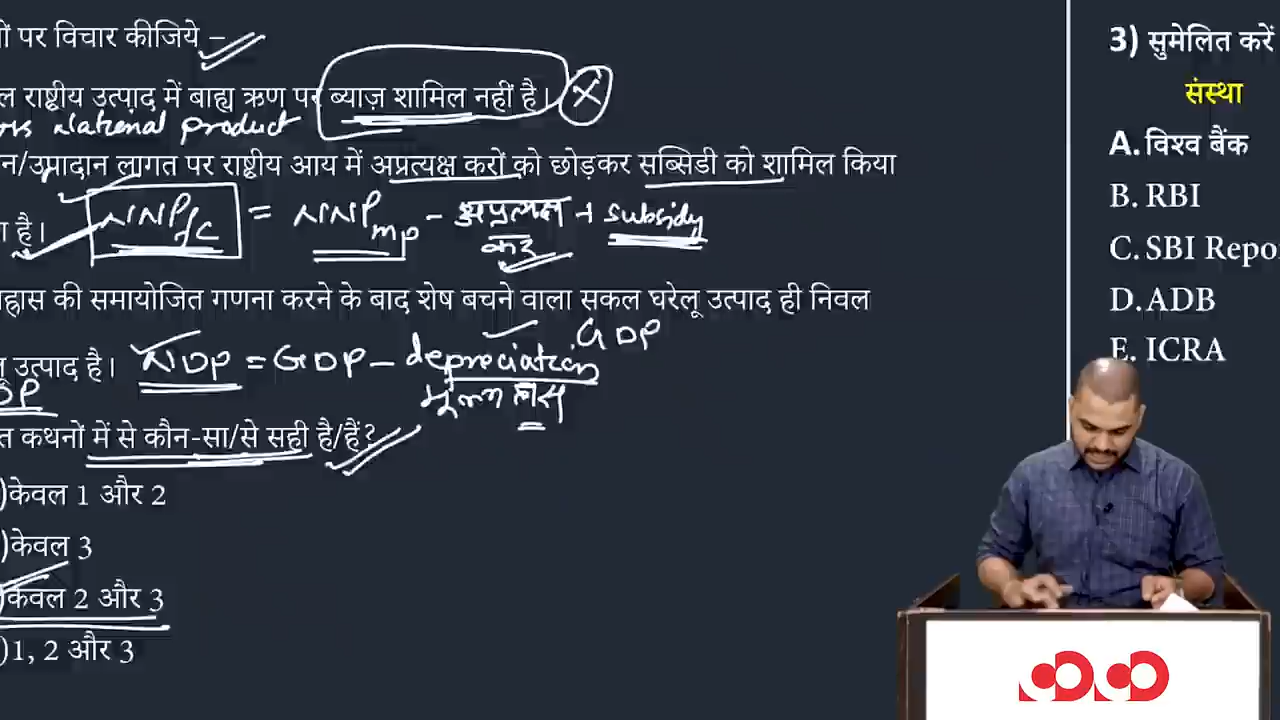 ों पर विचार कीजिये –
ल राष्ट्रीय उत्पाद में बाह्य ऋण पर ब्याज़ शामिल नहीं है। X
oss National product
न/उत्पादान लागत पर राष्ट्रीय आय में अप्रत्यक्ष करों को छोड़कर सब्सिडी को शामिल किया
ा है। NNPfc = NNPmp - अप्रत्यक्ष कर + subsidy
ह्रास की समायोजित गणना करने के बाद शेष बचने वाला सकल घरेलू उत्पाद ही निवल
GDP
ू उत्पाद है। NDP = GDP – depreciation
DP
मूल्य ह्रास
त कथनों में से कौन-सा/से सही है/हैं?
)केवल 1 और 2
)केवल 3
)केवल 2 और 3
)1, 2 और 3
3) सुमेलित करें
संस्था
A. विश्व बैंक
B. RBI
C. SBI Repo
D. ADB
E. ICRA